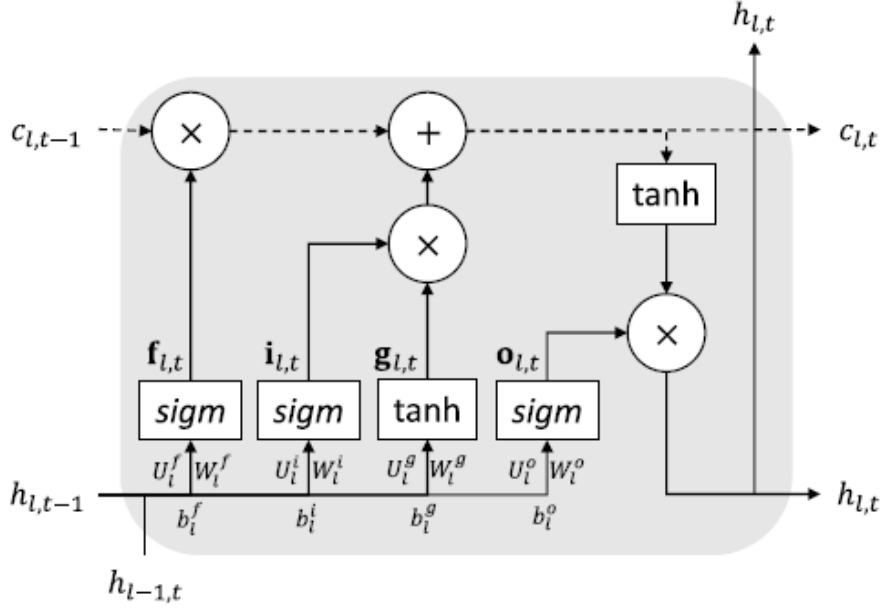 h_{l,t}
c_{l,t−1} × + c_{l,t}
tanh
×
×
f_{l,t} i_{l,t} g_{l,t} o_{l,t}
sigm sigm tanh sigm
U_l^f W_l^f U_l^i W_l^i U_l^g W_l^g U_l^o W_l^o
h_{l,t−1} h_{l,t}
b_l^f b_l^i b_l^g b_l^o
h_{l−1,t}